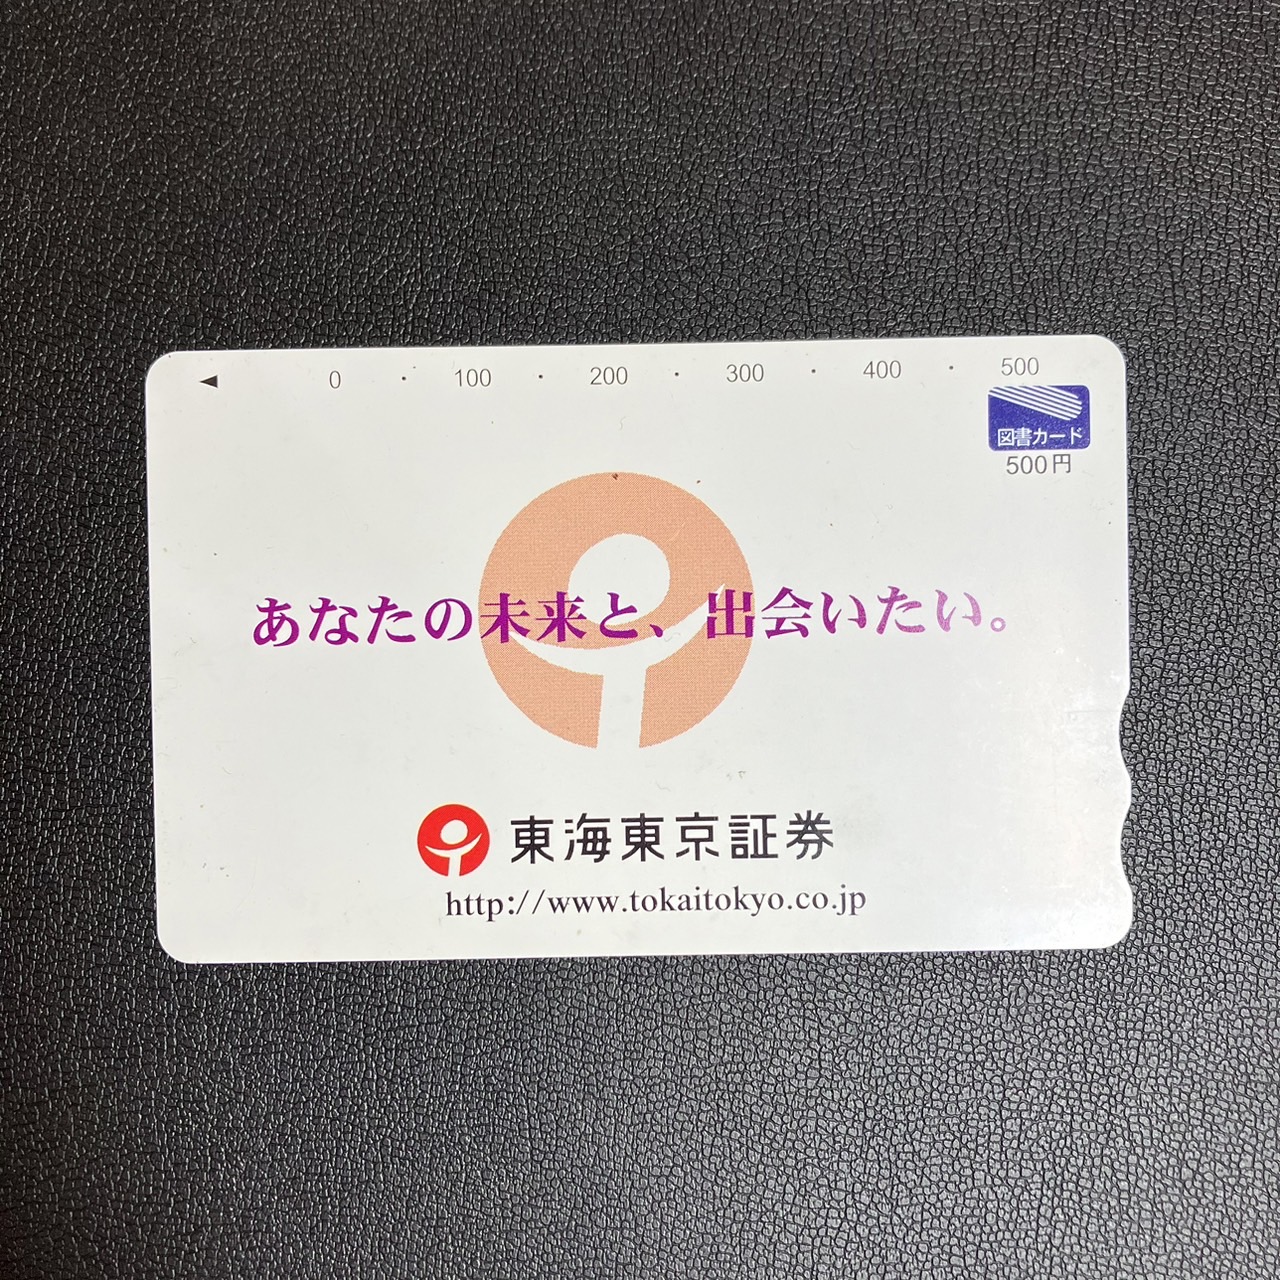 ◀ 0 ・ 100 ・ 200 ・ 300 ・ 400 ・ 500
図書カード
500円
あなたの未来と、出会いたい。
東海東京証券
http://www.tokaitokyo.co.jp